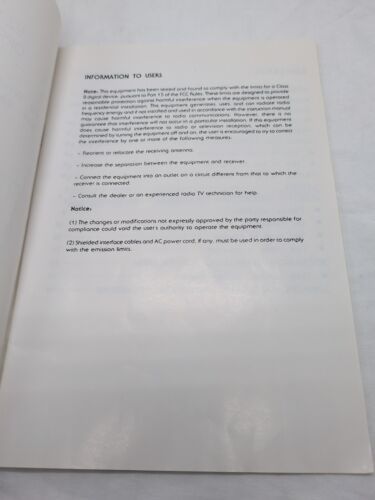 INFORMATION TO USERS
Note: This equipment has been tested and found to comply with the limits for a Class
B digital device, pursuant to Part 15 of the FCC Rules. These limits are designed to provide
reasonable protection against harmful interference when the equipment is operated
in a residential installation. This equipment generates, uses, and can radiate radio
frequency energy and if not installed and used in accordance with the instruction manual
may cause harmful interference to radio communications. However, there is no
guarantee that interference will not occur in a particular installation. If this equipment
does cause harmful interference to radio or television reception, which can be
determined by turning the equipment off and on, the user is encouraged to try to correct
the interference by one or more of the following measures:
– Reorient or relocate the receiving antenna.
– Increase the separation between the equipment and receiver.
– Connect the equipment into an outlet on a circuit different from that to which the
receiver is connected.
– Consult the dealer or an experienced radio TV technician for help.
Notice:
(1) The changes or modifications not expressly approved by the party responsible for
compliance could void the user's authority to operate the equipment.
(2) Shielded interface cables and AC power cord, if any, must be used in order to comply
with the emission limits.